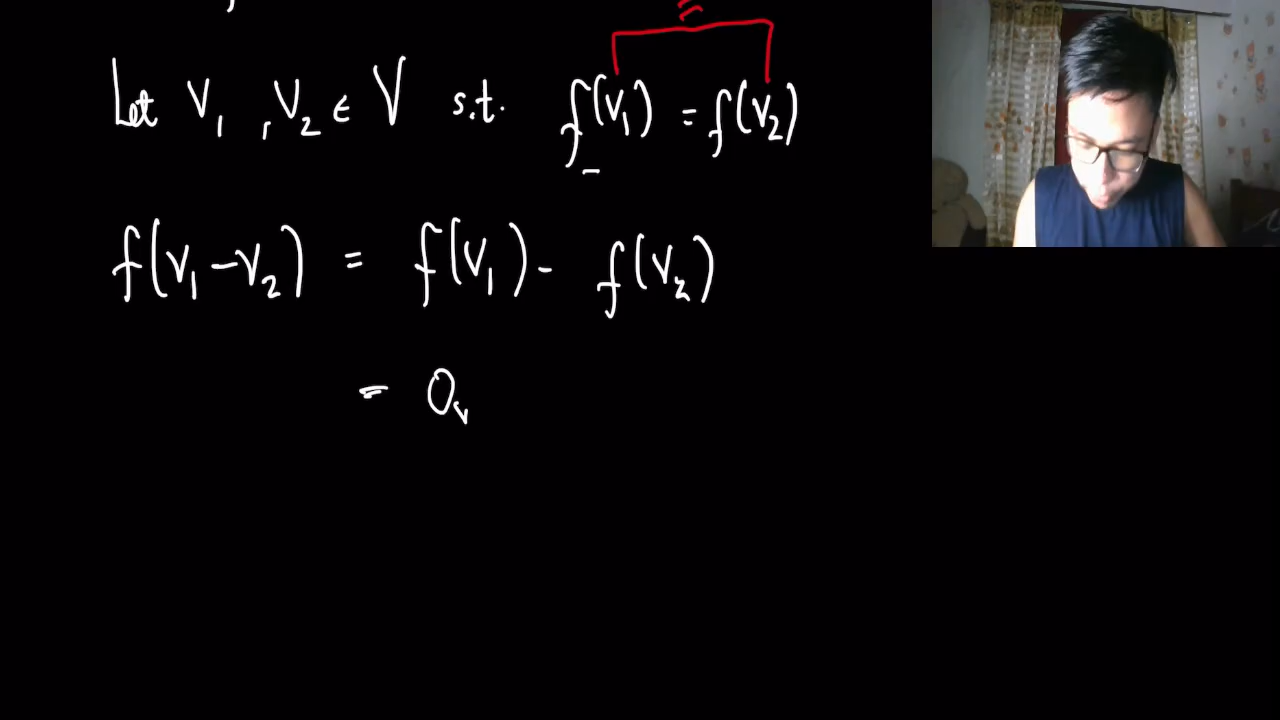 =
Let V₁ , V₂ ∈ V s.t. f(V₁) = f(V₂)
f(V₁ - V₂) = f(V₁) - f(V₂)
= 0ᵥ